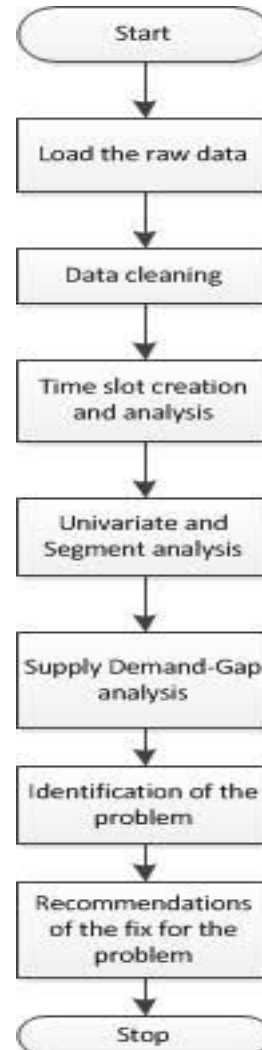 Start
Load the raw data
Data cleaning
Time slot creation
and analysis
Univariate and
Segment analysis
Supply Demand-Gap
analysis
Identification of the
problem
Recommendations
of the fix for the
problem
Stop